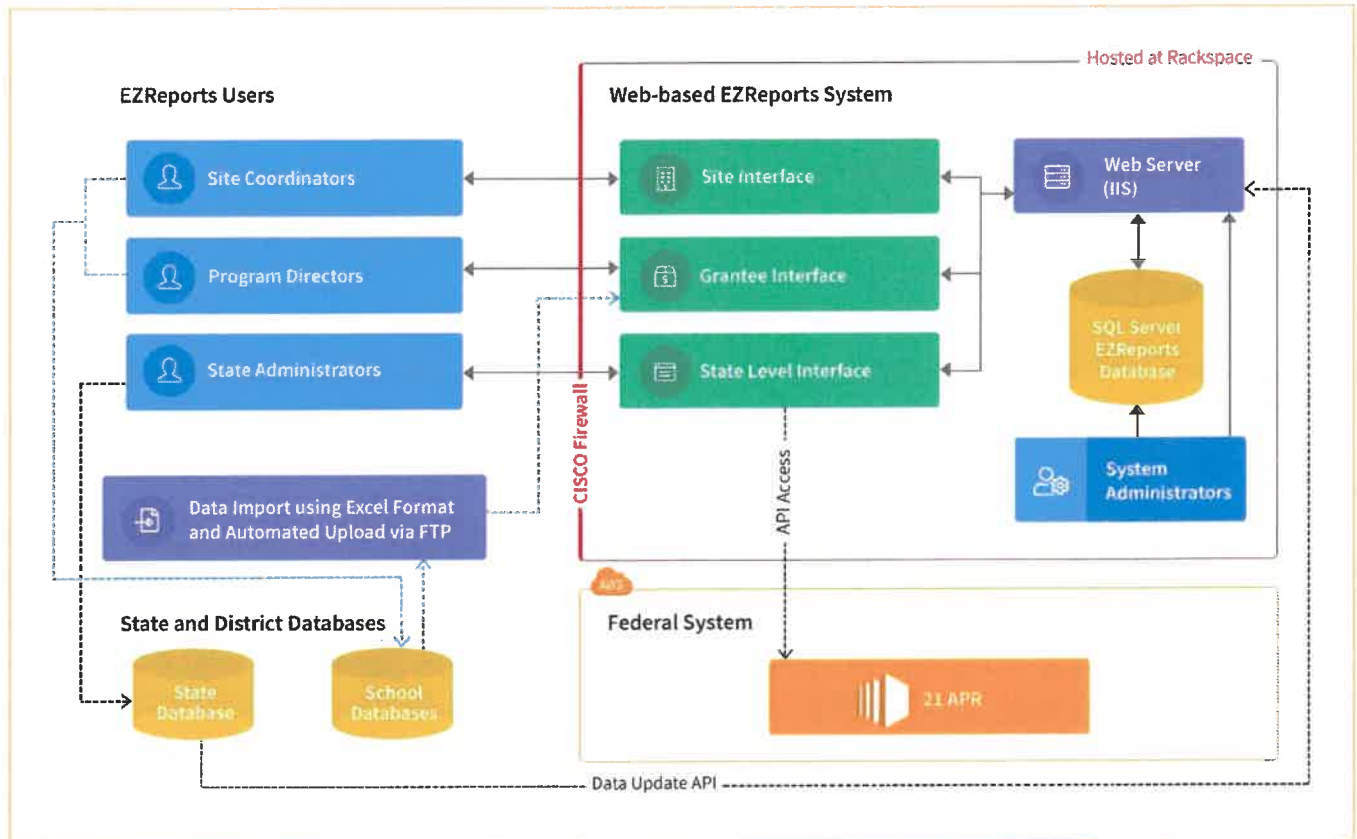 Hosted at Rackspace
EZReports Users
Web-based EZReports System
Site Coordinators
Site Interface
Web Server
(IIS)
Program Directors
Grantee Interface
SQL Server
EZReports
Database
State Administrators
State Level Interface
CISCO Firewall
API Access
System
Administrators
Data Import using Excel Format
and Automated Upload via FTP
AWS
State and District Databases
Federal System
State
Database
School
Databases
21 APR
Data Update API